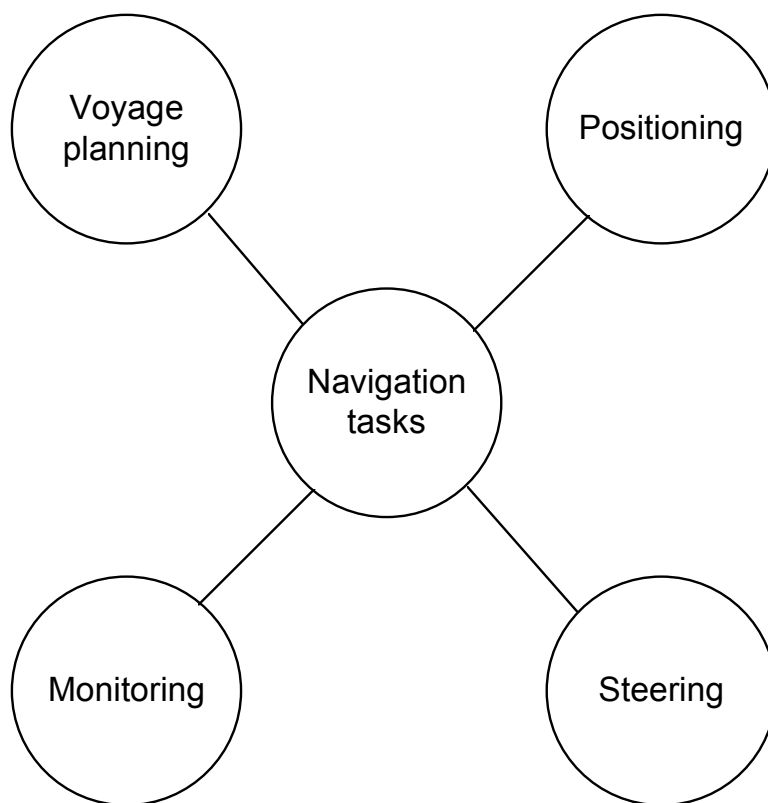 Voyage
planning
Positioning
Navigation
tasks
Monitoring
Steering